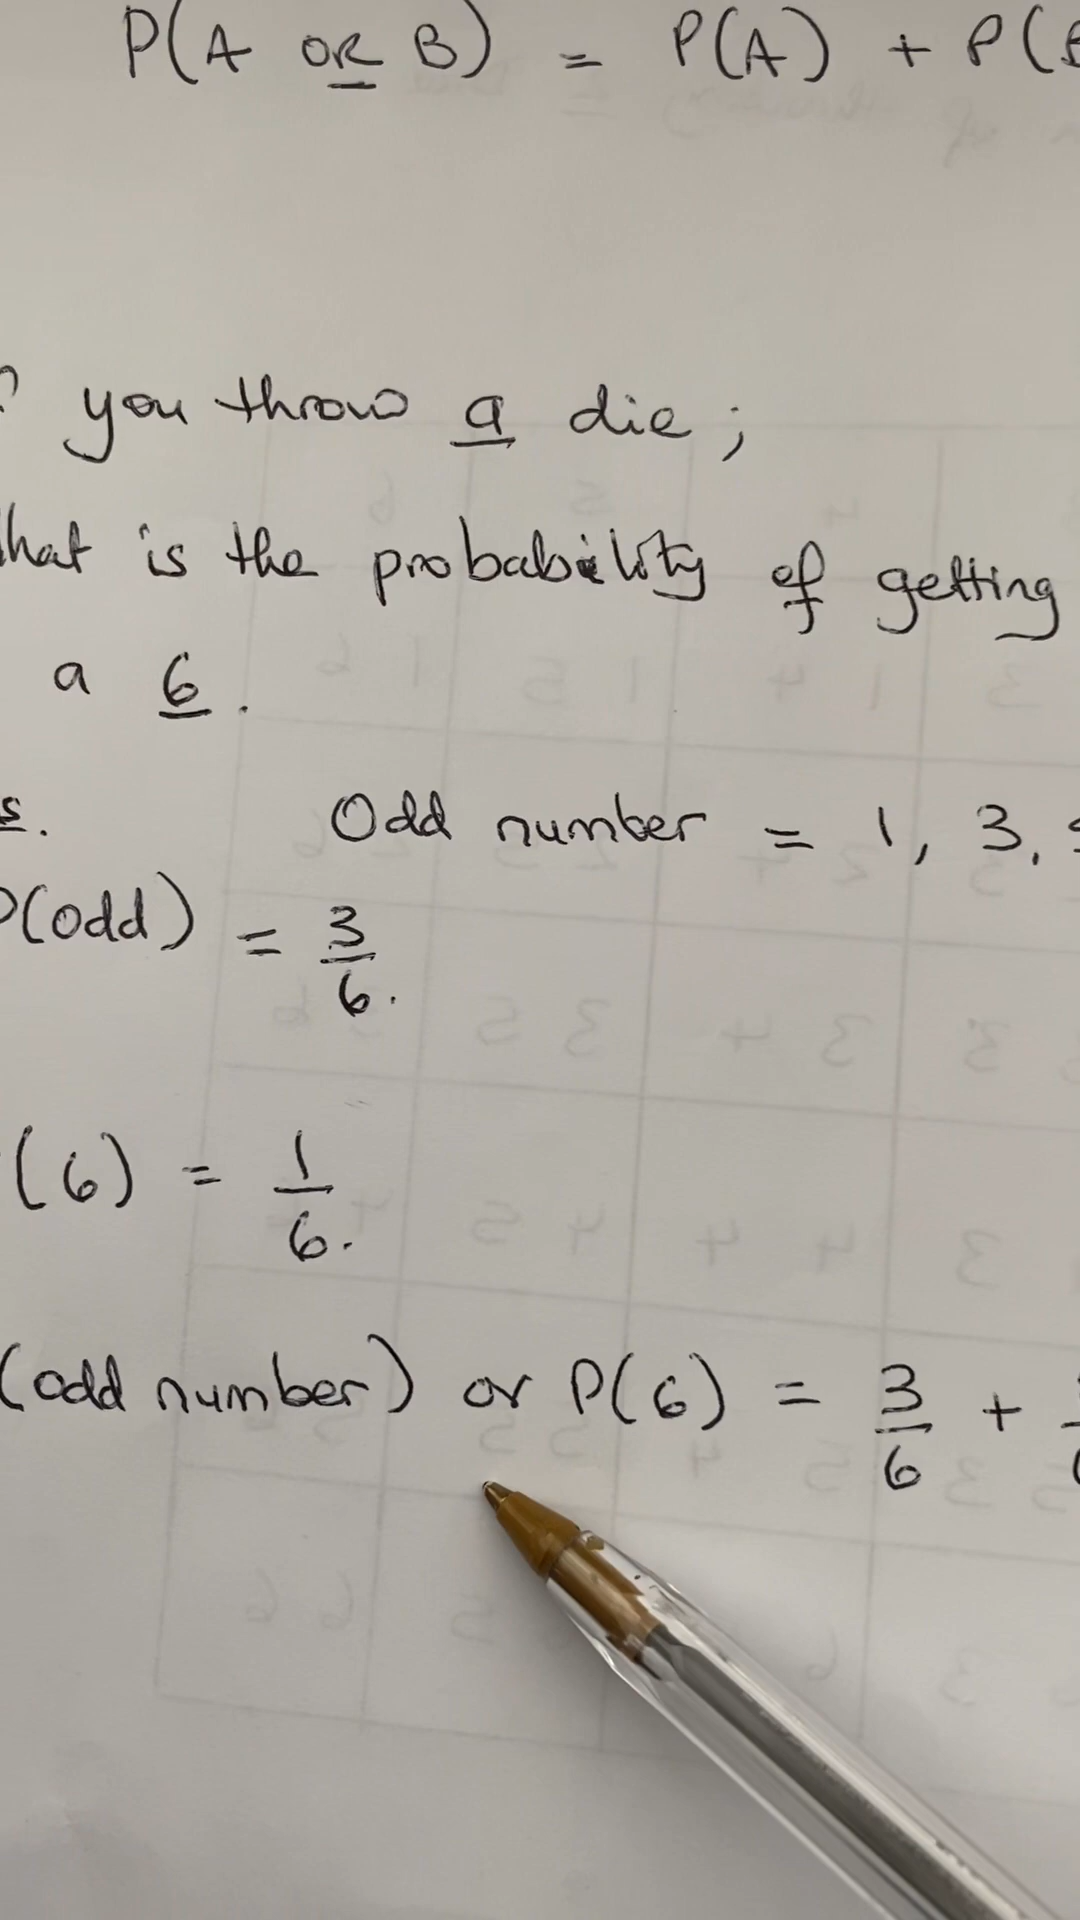 P(A OR B) = P(A) + P(
you throw a die ;
hat is the probability of getting
a 6 .
s. Odd number = 1, 3,
P(odd) = 3/6.
(6) = 1/6.
(odd number) or P(6) = 3/6 +